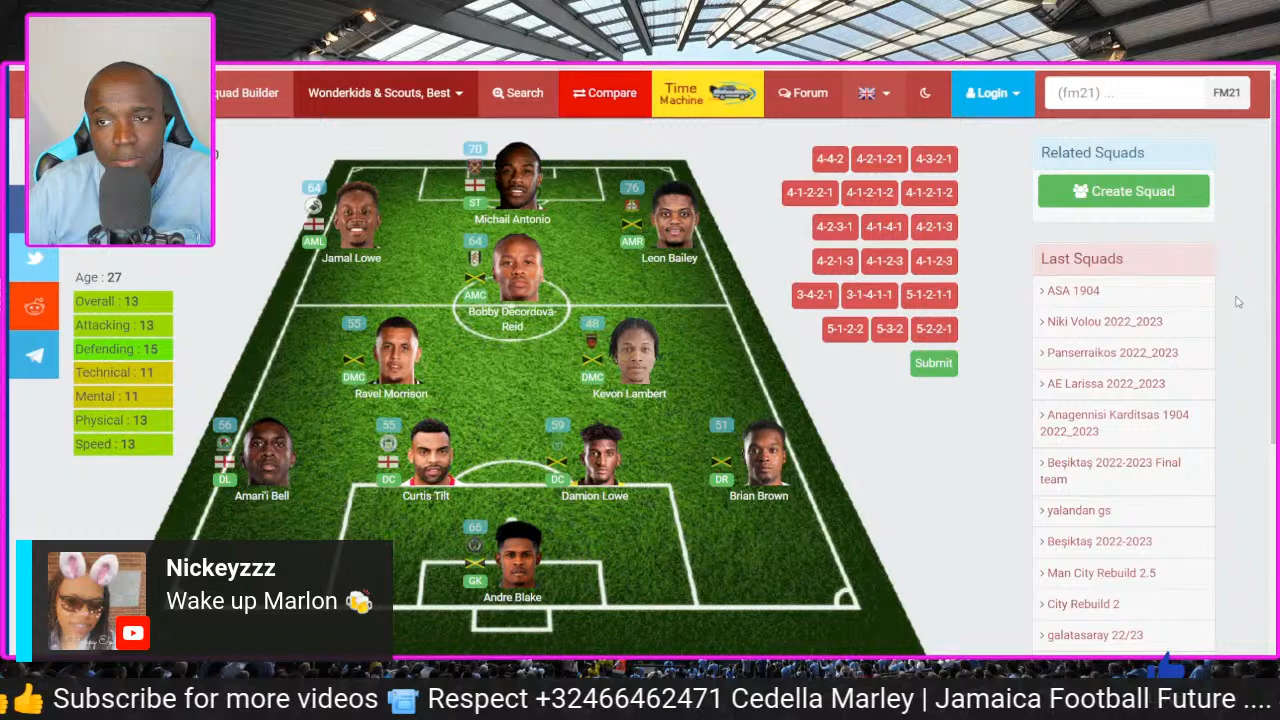 quad Builder
Wonderkids & Scouts, Best
Search
Compare
Time Machine
Forum
Login
(fm21) ...
FM21
70
ST
Michail Antonio
64
AML
Jamal Lowe
76
AMR
Leon Bailey
64
AMC
Bobby Decordova-
Reid
55
DMC
Ravel Morrison
48
DMC
Kevon Lambert
56
DL
Amari'i Bell
55
DC
Curtis Tilt
59
DC
Damion Lowe
51
DR
Brian Brown
65
GK
Andre Blake
Age : 27
Overall : 13
Attacking : 13
Defending : 15
Technical : 11
Mental : 11
Physical : 13
Speed : 13
4-4-2 4-2-1-2-1 4-3-2-1
4-1-2-2-1 4-1-2-1-2 4-1-2-1-2
4-2-3-1 4-1-4-1 4-2-1-3
4-2-1-3 4-1-2-3 4-1-2-3
3-4-2-1 3-1-4-1-1 5-1-2-1-1
5-1-2-2 5-3-2 5-2-2-1
Submit
Related Squads
Create Squad
Last Squads
ASA 1904
Niki Volou 2022_2023
Panserraikos 2022_2023
AE Larissa 2022_2023
Anagennisi Karditsas 1904
2022_2023
Beşiktaş 2022-2023 Final
team
yalandan gs
Beşiktaş 2022-2023
Man City Rebuild 2.5
City Rebuild 2
galatasaray 22/23
Nickeyzzz
Wake up Marlon 🍻
👍 Subscribe for more videos Respect +32466462471 Cedella Marley | Jamaica Football Future ....